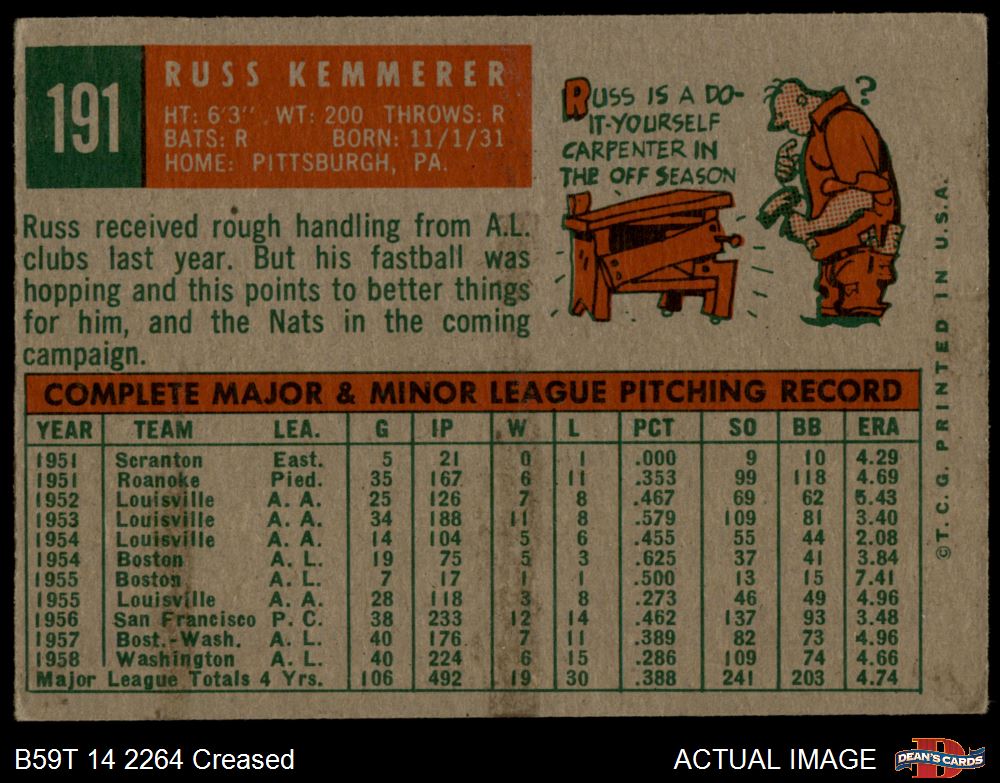 191
RUSS KEMMERER
HT: 6'3" WT: 200 THROWS: R
BATS: R BORN: 11/1/31
HOME: PITTSBURGH, PA.
RUSS IS A DO-
IT-YOURSELF
CARPENTER IN
THE OFF SEASON
?
Russ received rough handling from A.L.
clubs last year. But his fastball was
hopping and this points to better things
for him, and the Nats in the coming
campaign.
COMPLETE MAJOR & MINOR LEAGUE PITCHING RECORD
YEAR TEAM LEA. G IP W L PCT SO BB ERA
1951 Scranton East. 5 21 0 1 .000 9 10 4.29
1951 Roanoke Pied. 35 167 6 11 .353 99 118 4.69
1952 Louisville A. A. 25 126 7 8 .467 69 62 5.43
1953 Louisville A. A. 34 188 11 8 .579 109 81 3.40
1954 Louisville A. A. 14 104 5 6 .455 55 44 2.08
1954 Boston A. L. 19 75 5 3 .625 37 41 3.84
1955 Boston A. L. 7 17 1 1 .500 13 15 7.41
1955 Louisville A. A. 28 118 3 8 .273 46 49 4.96
1956 San Francisco P. C. 38 233 12 14 .462 137 93 3.48
1957 Bost.-Wash. A. L. 40 176 7 11 .389 82 73 4.96
1958 Washington A. L. 40 224 6 15 .286 109 74 4.66
Major League Totals 4 Yrs. 106 492 19 30 .388 241 203 4.74
©T.C.G. PRINTED IN U.S.A.
B59T 14 2264 Creased
ACTUAL IMAGE
D
DEAN'S CARDS